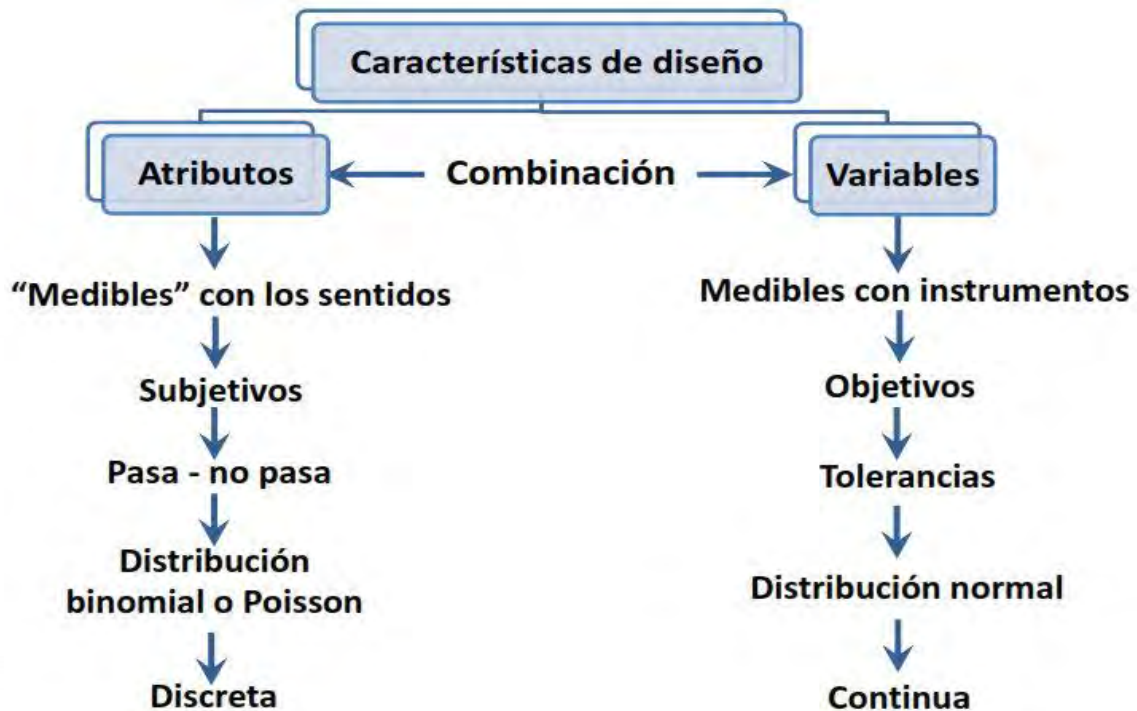 Características de diseño
Atributos
Combinación
Variables
“Medibles” con los sentidos
Medibles con instrumentos
Subjetivos
Objetivos
Pasa - no pasa
Tolerancias
Distribución
binomial o Poisson
Distribución normal
Discreta
Continua